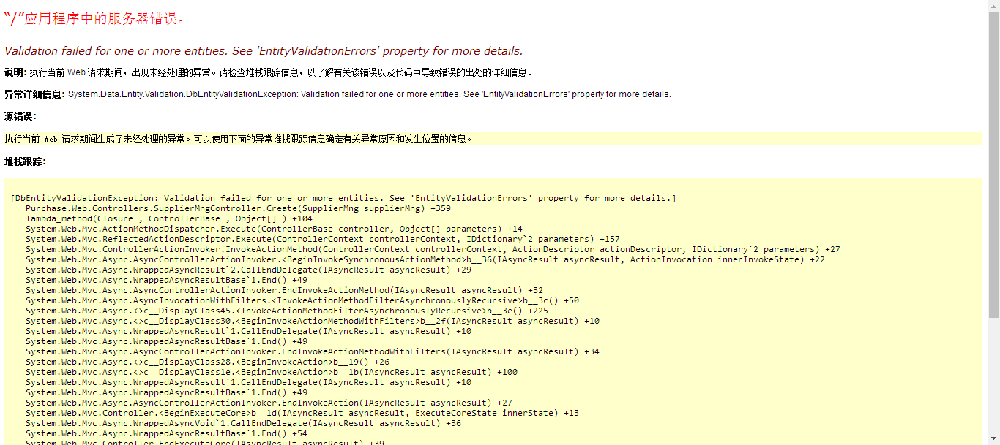 “/”应用程序中的服务器错误。
Validation failed for one or more entities. See 'EntityValidationErrors' property for more details.
说明: 执行当前 Web 请求期间，出现未经处理的异常。请检查堆栈跟踪信息，以了解有关该错误以及代码中导致错误的出处的详细信息。
异常详细信息: System.Data.Entity.Validation.DbEntityValidationException: Validation failed for one or more entities. See 'EntityValidationErrors' property for more details.
源错误:
执行当前 Web 请求期间生成了未经处理的异常。可以使用下面的异常堆栈跟踪信息确定有关异常原因和发生位置的信息。
堆栈跟踪:
[DbEntityValidationException: Validation failed for one or more entities. See 'EntityValidationErrors' property for more details.]
Purchase.Web.Controllers.SupplierMngController.Create(SupplierMng supplierMng) +359
lambda_method(Closure , ControllerBase , Object[] ) +104
System.Web.Mvc.ActionMethodDispatcher.Execute(ControllerBase controller, Object[] parameters) +14
System.Web.Mvc.ReflectedActionDescriptor.Execute(ControllerContext controllerContext, IDictionary`2 parameters) +157
System.Web.Mvc.ControllerActionInvoker.InvokeActionMethod(ControllerContext controllerContext, ActionDescriptor actionDescriptor, IDictionary`2 parameters) +27
System.Web.Mvc.Async.AsyncControllerActionInvoker.<BeginInvokeSynchronousActionMethod>b__36(IAsyncResult asyncResult, ActionInvocation innerInvokeState) +22
System.Web.Mvc.Async.WrappedAsyncResult`2.CallEndDelegate(IAsyncResult asyncResult) +29
System.Web.Mvc.Async.WrappedAsyncResultBase`1.End() +49
System.Web.Mvc.Async.AsyncControllerActionInvoker.EndInvokeActionMethod(IAsyncResult asyncResult) +32
System.Web.Mvc.Async.AsyncInvocationWithFilters.<InvokeActionMethodFilterAsynchronouslyRecursive>b__3c() +50
System.Web.Mvc.Async.<>c__DisplayClass45.<InvokeActionMethodFilterAsynchronouslyRecursive>b__3e() +225
System.Web.Mvc.Async.<>c__DisplayClass30.<BeginInvokeActionMethodWithFilters>b__2f(IAsyncResult asyncResult) +10
System.Web.Mvc.Async.WrappedAsyncResult`1.CallEndDelegate(IAsyncResult asyncResult) +10
System.Web.Mvc.Async.WrappedAsyncResultBase`1.End() +49
System.Web.Mvc.Async.AsyncControllerActionInvoker.EndInvokeActionMethodWithFilters(IAsyncResult asyncResult) +34
System.Web.Mvc.Async.<>c__DisplayClass28.<BeginInvokeAction>b__19() +26
System.Web.Mvc.Async.<>c__DisplayClass1e.<BeginInvokeAction>b__1b(IAsyncResult asyncResult) +100
System.Web.Mvc.Async.WrappedAsyncResult`1.CallEndDelegate(IAsyncResult asyncResult) +10
System.Web.Mvc.Async.WrappedAsyncResultBase`1.End() +49
System.Web.Mvc.Async.AsyncControllerActionInvoker.EndInvokeAction(IAsyncResult asyncResult) +27
System.Web.Mvc.Controller.<BeginExecuteCore>b__1d(IAsyncResult asyncResult, ExecuteCoreState innerState) +13
System.Web.Mvc.Async.WrappedAsyncVoid`1.CallEndDelegate(IAsyncResult asyncResult) +36
System.Web.Mvc.Async.WrappedAsyncResultBase`1.End() +54
System.Web.Mvc.Controller.EndExecuteCore(IAsyncResult asyncResult) +39